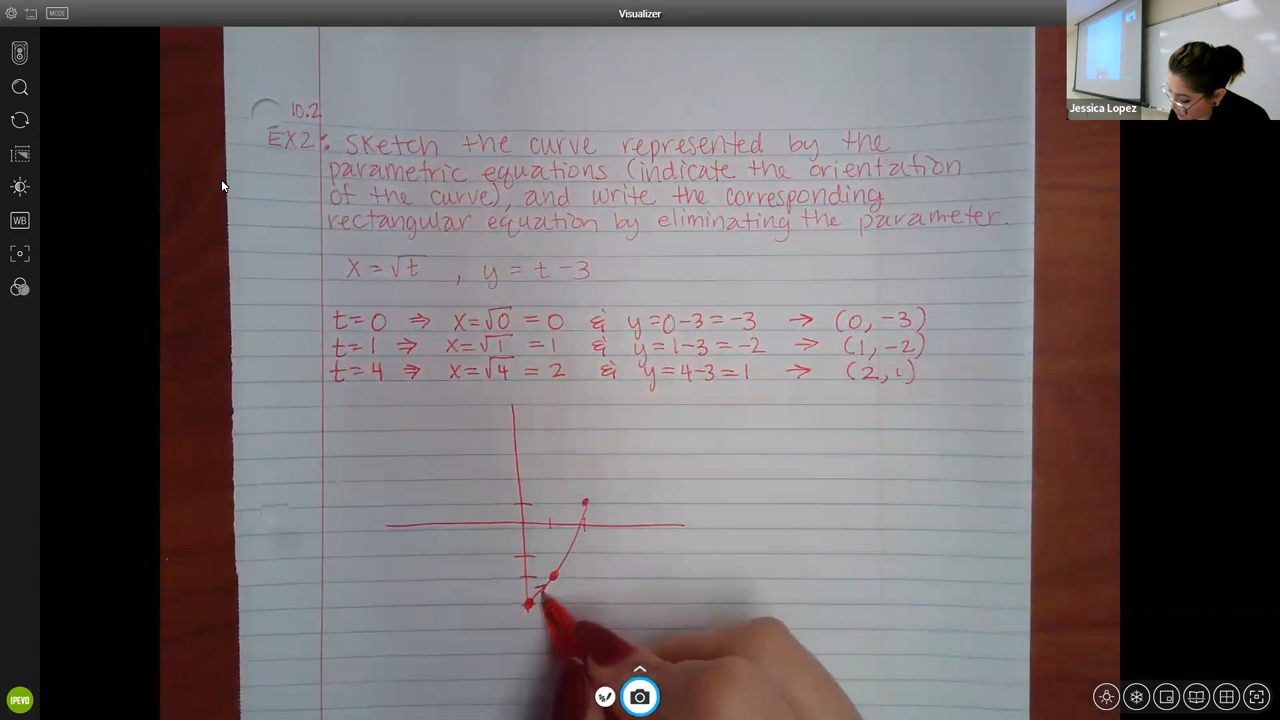 MODE
Visualizer
Jessica Lopez
10.2
EX2: Sketch the curve represented by the
parametric equations (indicate the orientation
of the curve), and write the corresponding
rectangular equation by eliminating the parameter.
x = √t , y = t - 3
t = 0 ⇒ x = √0 = 0 & y = 0 - 3 = -3 → (0, -3)
t = 1 ⇒ x = √1 = 1 & y = 1 - 3 = -2 → (1, -2)
t = 4 ⇒ x = √4 = 2 & y = 4 - 3 = 1 → (2, 1)
WB
IPEVO